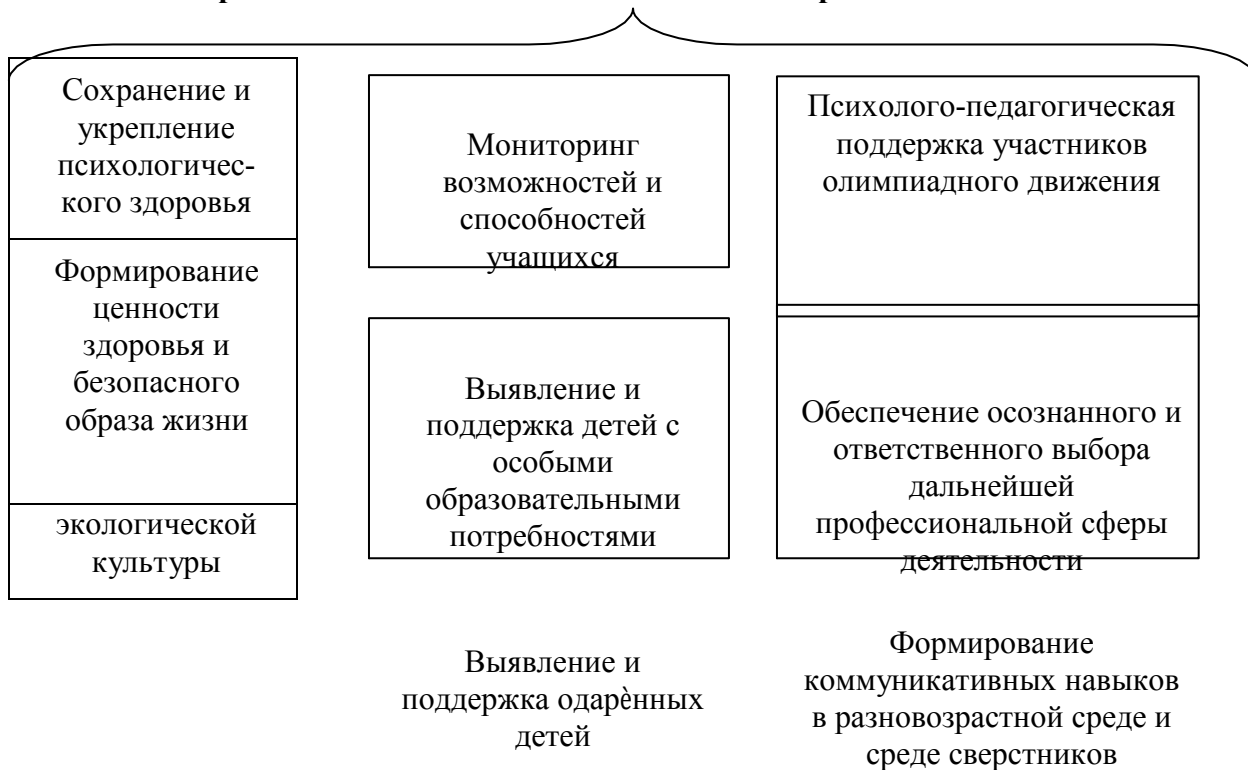 Сохранение и
укрепление
психологичес-
кого здоровья
Формирование
ценности
здоровья и
безопасного
образа жизни
экологической
культуры
Мониторинг
возможностей и
способностей
учащихся
Выявление и
поддержка детей с
особыми
образовательными
потребностями
Выявление и
поддержка одарѐнных
детей
Психолого-педагогическая
поддержка участников
олимпиадного движения
Обеспечение осознанного и
ответственного выбора
дальнейшей
профессиональной сферы
деятельности
Формирование
коммуникативных навыков
в разновозрастной среде и
среде сверстников